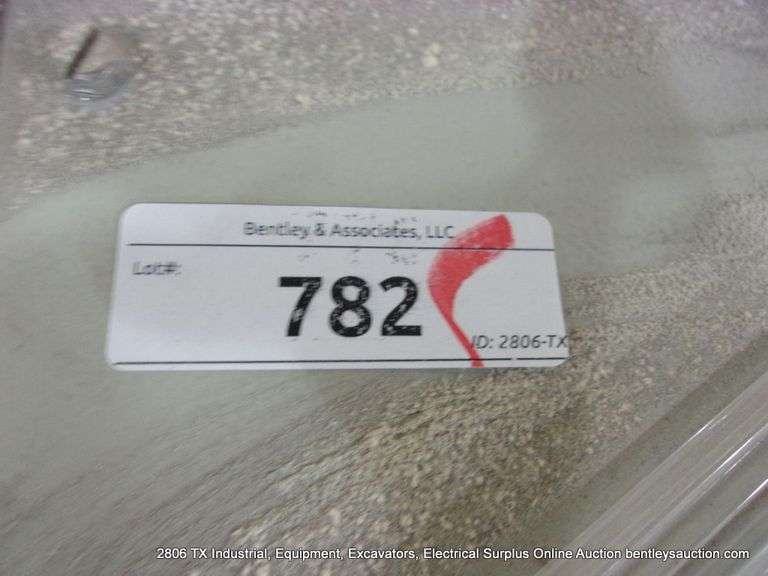 Bentley & Associates, LLC
Lot#:
782
ID: 2806-TX
2806 TX Industrial, Equipment, Excavators, Electrical Surplus Online Auction bentleysauction.com